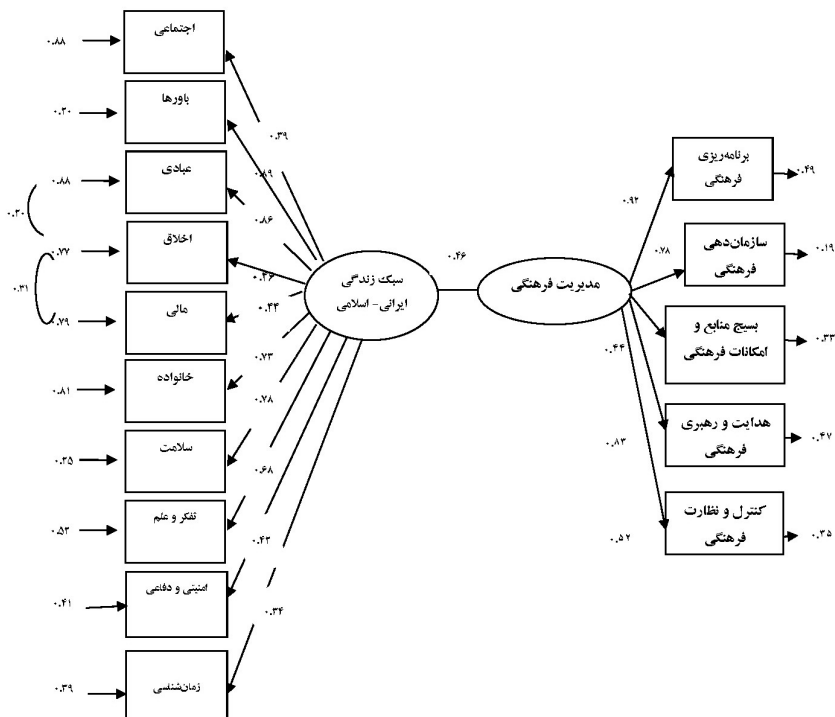 اجتماعی
۰.۸۸
باورها
۰.۲۰
عبادی
۰.۸۸
اخلاق
۰.۷۷
مالی
۰.۷۹
خانواده
۰.۸۱
سلامت
۰.۲۵
تفکر و علم
۰.۵۳
امنیتی و دفاعی
۰.۴۱
زمان‌شناسی
۰.۳۹
۰.۲۰
۰.۳۱
۰.۳۹
۰.۸۹
۰.۸۶
۰.۳۶
۰.۴۴
۰.۷۳
۰.۷۸
۰.۶۸
۰.۴۳
۰.۳۴
سبک زندگی
ایرانی- اسلامی
۰.۴۶
مدیریت فرهنگی
۰.۹۲
۰.۷۸
۰.۴۴
۰.۸۳
۰.۵۲
برنامه‌ریزی
فرهنگی
۰.۴۹
سازمان‌دهی
فرهنگی
۰.۱۹
بسیج منابع و
امکانات فرهنگی
۰.۳۳
هدایت و رهبری
فرهنگی
۰.۴۷
کنترل و نظارت
فرهنگی
۰.۳۵